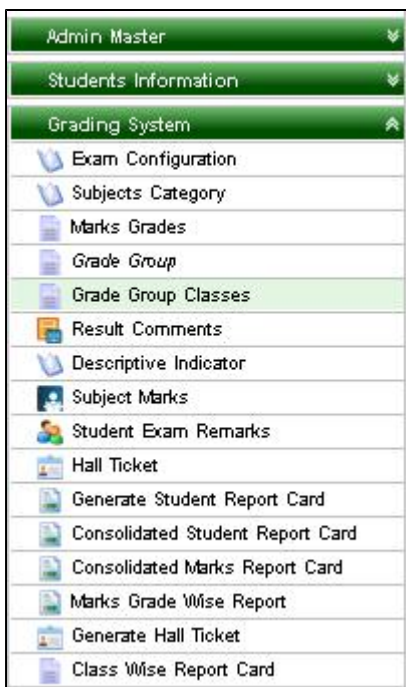 Admin Master
Students Information
Grading System
Exam Configuration
Subjects Category
Marks Grades
Grade Group
Grade Group Classes
Result Comments
Descriptive Indicator
Subject Marks
Student Exam Remarks
Hall Ticket
Generate Student Report Card
Consolidated Student Report Card
Consolidated Marks Report Card
Marks Grade Wise Report
Generate Hall Ticket
Class Wise Report Card